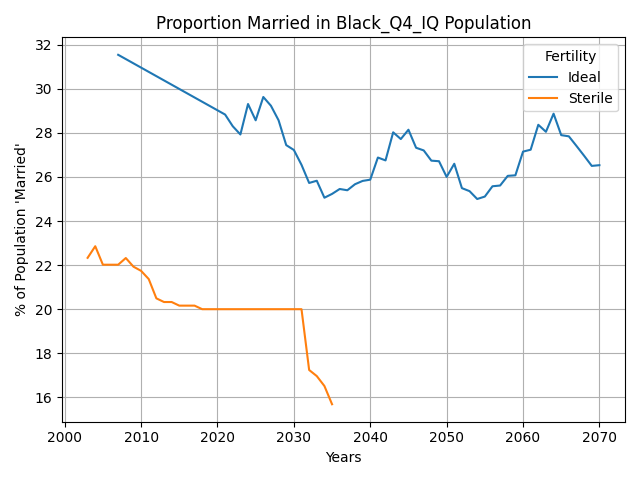 Proportion Married in Black_Q4_IQ Population
% of Population 'Married'
32
30
28
26
24
22
20
18
16
Fertility
Ideal
Sterile
2000 2010 2020 2030 2040 2050 2060 2070
Years